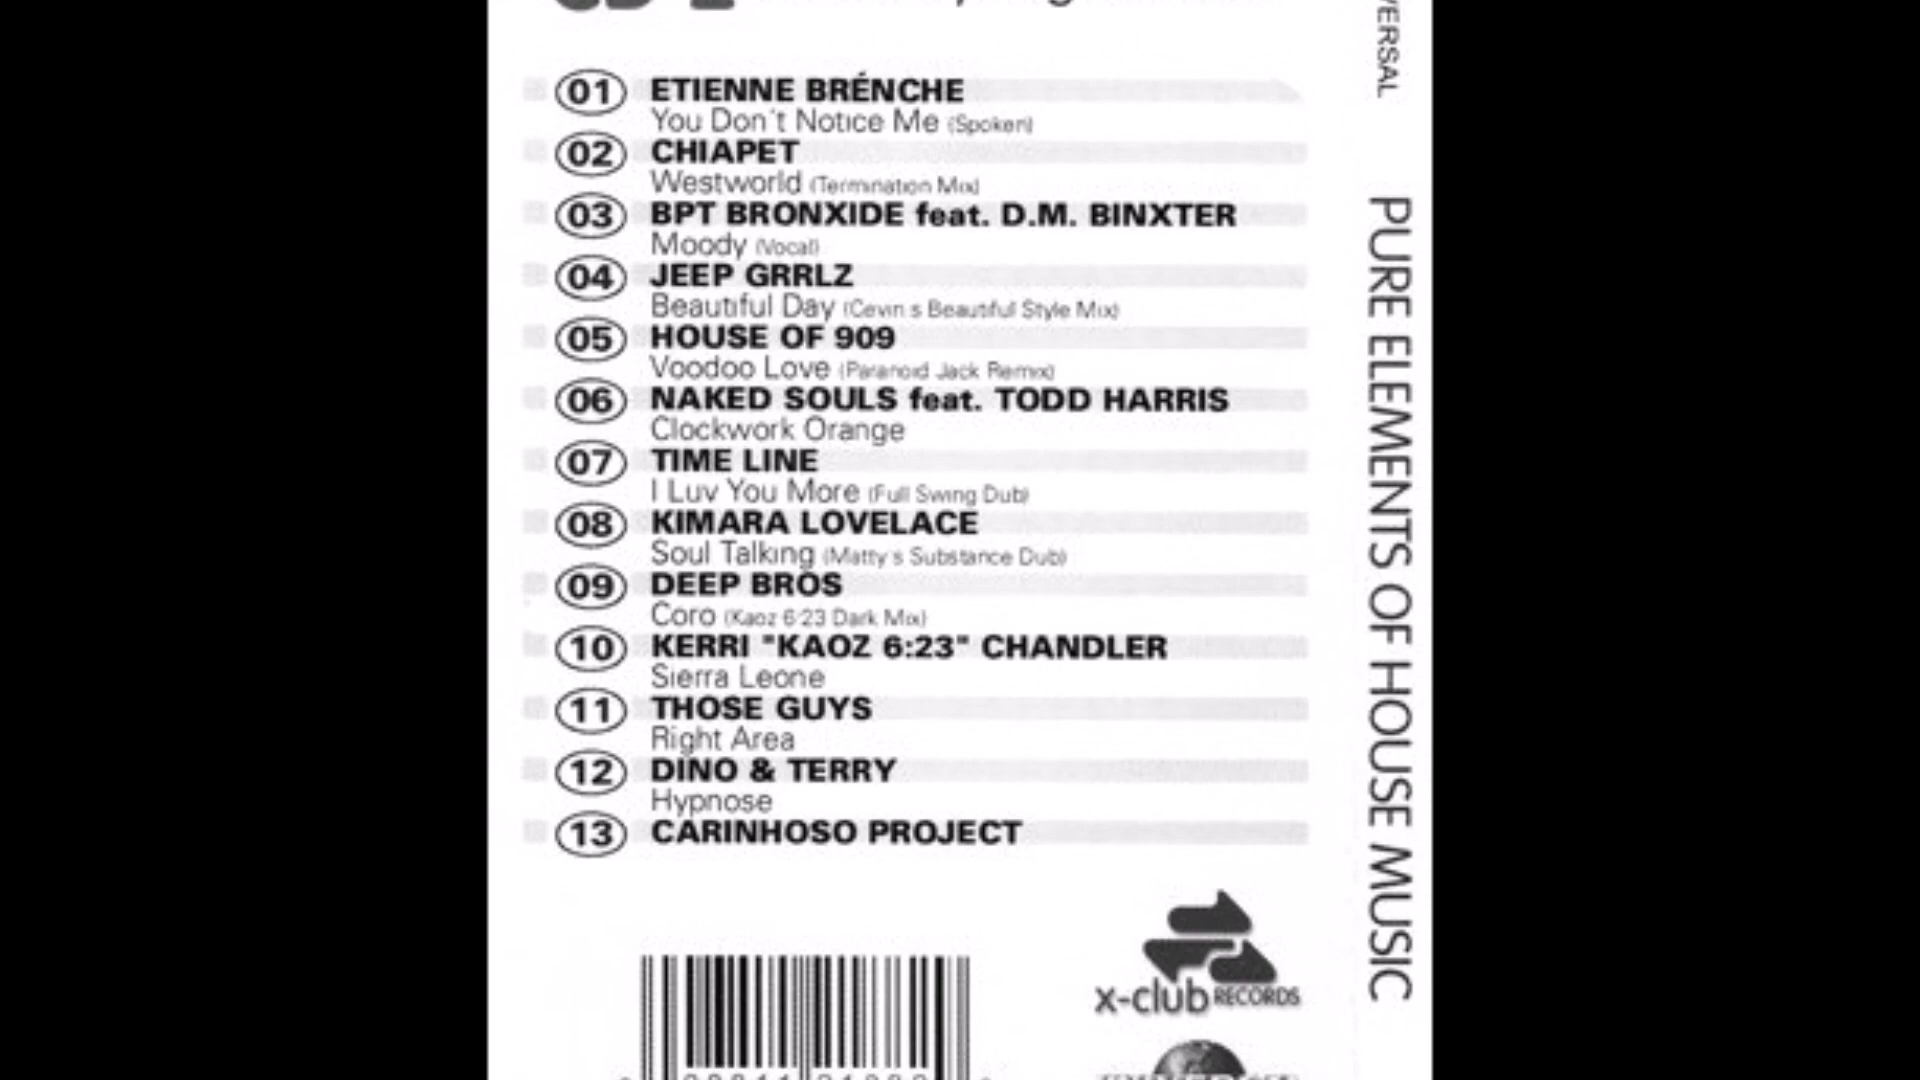 01 ETIENNE BRÉNCHE
You Don't Notice Me (Spoken)
02 CHIAPET
Westworld (Termination Mix)
03 BPT BRONXIDE feat. D.M. BINXTER
Moody (Vocal)
04 JEEP GRRLZ
Beautiful Day (Cevin s Beautiful Style Mix)
05 HOUSE OF 909
Voodoo Love (Paranoid Jack Remix)
06 NAKED SOULS feat. TODD HARRIS
Clockwork Orange
07 TIME LINE
I Luv You More (Full Swing Dub)
08 KIMARA LOVELACE
Soul Talking (Matty's Substance Dub)
09 DEEP BROS
Coro (Kaoz 6:23 Dark Mix)
10 KERRI "KAOZ 6:23" CHANDLER
Sierra Leone
11 THOSE GUYS
Right Area
12 DINO & TERRY
Hypnose
13 CARINHOSO PROJECT
x-club RECORDS
VERSAL
PURE ELEMENTS OF HOUSE MUSIC